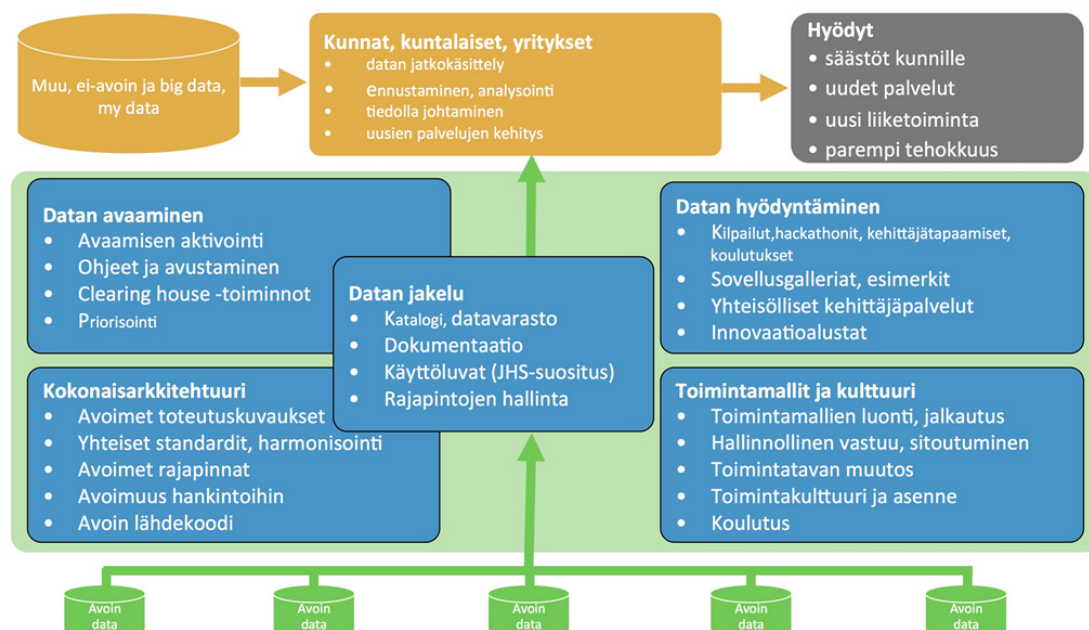 Muu, ei-avoin ja big data,
my data
Kunnat, kuntalaiset, yritykset
• datan jatkokäsittely
• ennustaminen, analysointi
• tiedolla johtaminen
• uusien palvelujen kehitys
Hyödyt
• säästöt kunnille
• uudet palvelut
• uusi liiketoiminta
• parempi tehokkuus
Datan avaaminen
• Avaamisen aktivointi
• Ohjeet ja avustaminen
• Clearing house -toiminnot
• Priorisointi
Datan jakelu
• Katalogi, datavarasto
• Dokumentaatio
• Käyttöluvat (JHS-suositus)
• Rajapintojen hallinta
Datan hyödyntäminen
• Kilpailut,hackathonit, kehittäjätapaamiset,
koulutukset
• Sovellusgalleriat, esimerkit
• Yhteisölliset kehittäjäpalvelut
• Innovaatioalustat
Kokonaisarkkitehtuuri
• Avoimet toteutuskuvaukset
• Yhteiset standardit, harmonisointi
• Avoimet rajapinnat
• Avoimuus hankintoihin
• Avoin lähdekoodi
Toimintamallit ja kulttuuri
• Toimintamallien luonti, jalkautus
• Hallinnollinen vastuu, sitoutuminen
• Toimintatavan muutos
• Toimintakulttuuri ja asenne
• Koulutus
Avoin
data
Avoin
data
Avoin
data
Avoin
data
Avoin
data